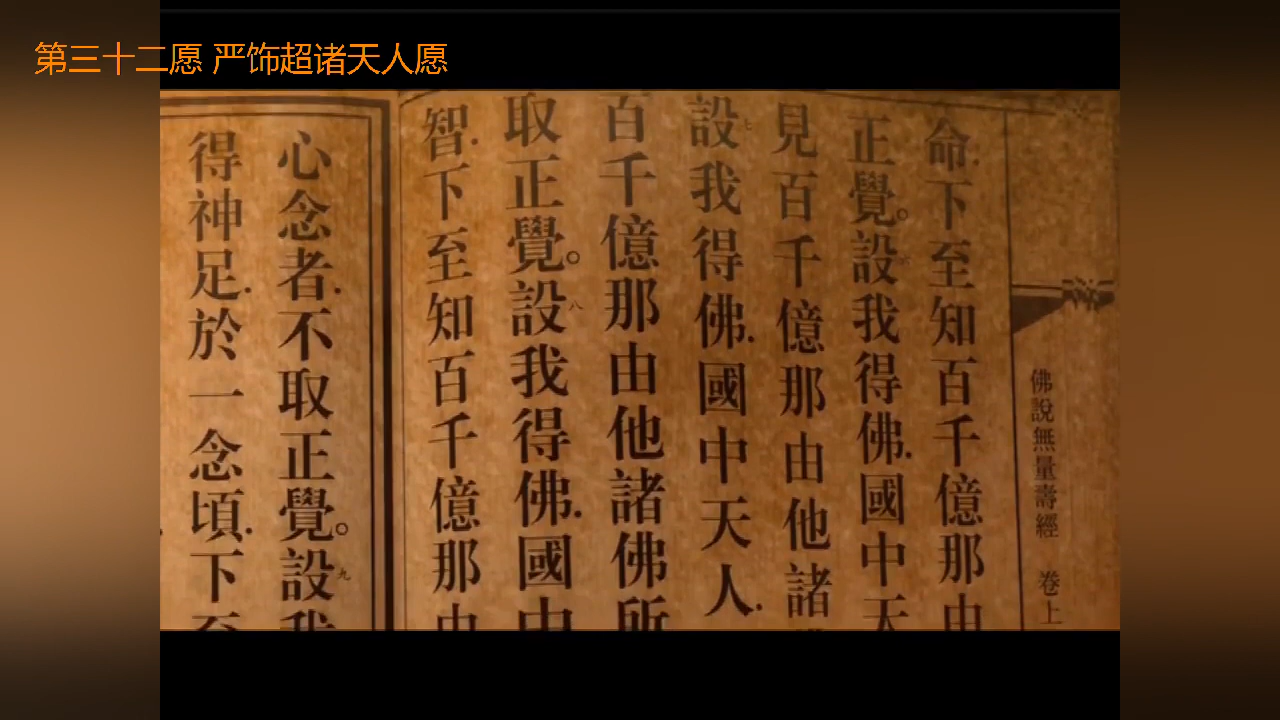 第三十二愿 严饰超诸天人愿
佛說無量壽經 卷上
命.下至知百千億那由
正覺。設六我得佛.國中天
見百千億那由他諸
設七我得佛.國中天人.
百千億那由他諸佛所
取正覺。設八我得佛.國中
智.下至知百千億那由
心念者.不取正覺。設九我
得神足.於一念頃.下至